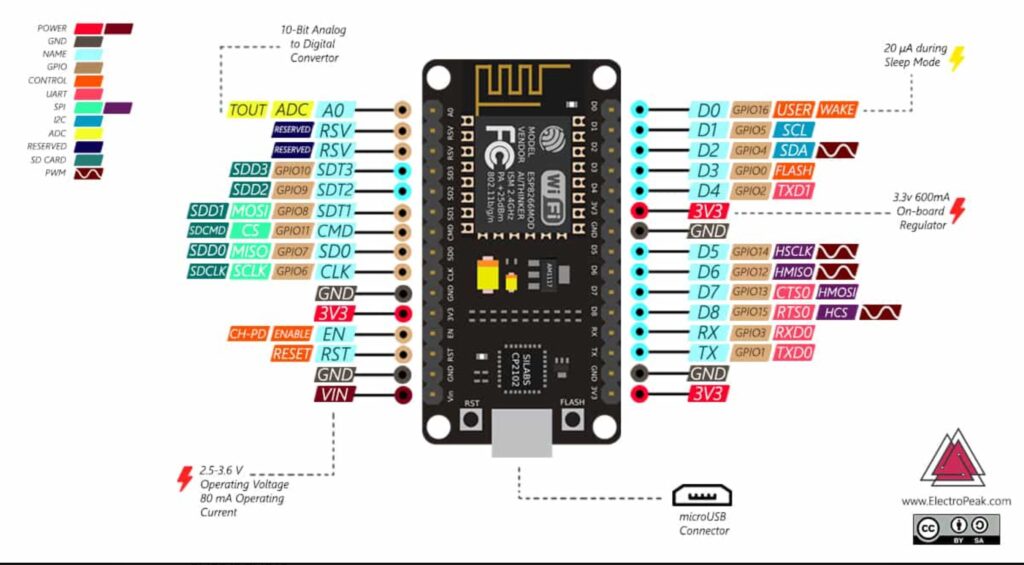 POWER
GND
NAME
GPIO
CONTROL
UART
SPI
I2C
ADC
RESERVED
SD CARD
PWM
10-Bit Analog
to Digital
Convertor
TOUT ADC A0
RESERVED RSV
RESERVED RSV
SDD3 GPIO10 SDT3
SDD2 GPIO9 SDT2
SDD1 MOSI GPIO8 SDT1
SDCMD CS GPIO11 CMD
SDD0 MISO GPIO7 SD0
SDCLK SCLK GPIO6 CLK
GND
3V3
CH-PD ENABLE EN
RESET RST
GND
VIN
2.5-3.6 V
Operating Voltage
80 mA Operating
Current
A0
RSV
RSV
SD3
SD2
SD1
CMD
SD0
CLK
GND
3V3
EN
RST
GND
Vin
FC
MODEL
VENDOR
ESP8266MOD
AI/THINKER
ISM 2.4GHz
PA +25dBm
802.11b/g/n
Wi Fi
AM1117
SILABS
CP2102
RST
FLASH
D0
D1
D2
D3
D4
3V3
GND
D5
D6
D7
D8
RX
TX
GND
3V3
20 µA during
Sleep Mode
D0 GPIO16 USER WAKE
D1 GPIO5 SCL
D2 GPIO4 SDA
D3 GPIO0 FLASH
D4 GPIO2 TXD1
3V3
GND
3.3v 600mA
On-board
Regulator
D5 GPIO14 HSCLK
D6 GPIO12 HMISO
D7 GPIO13 CTS0 HMOSI
D8 GPIO15 RTS0 HCS
RX GPIO3 RXD0
TX GPIO1 TXD0
GND
3V3
microUSB
Connector
www.ElectroPeak.com
cc
BY SA